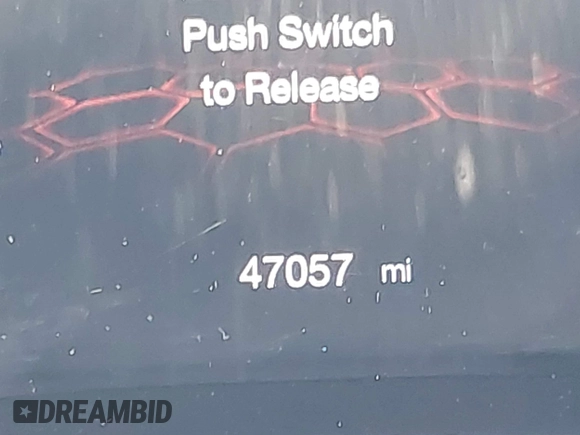 Push Switch
to Release
47057 mi
DREAMBID